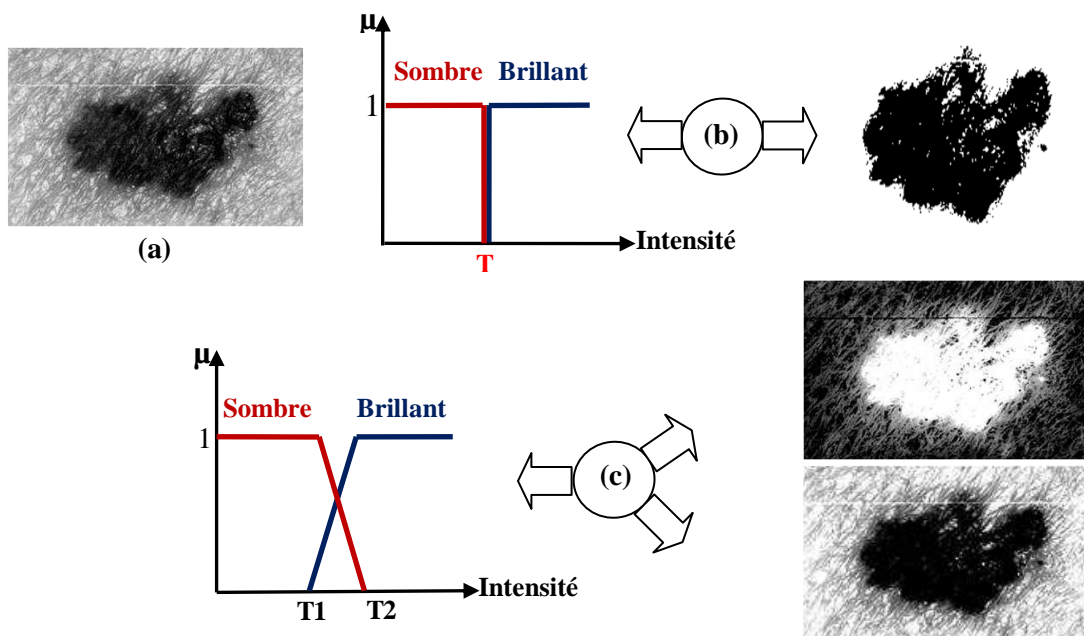 μ
Sombre Brillant
1
(b)
Intensité
(a)
T
μ
Sombre Brillant
1
(c)
Intensité
T1 T2